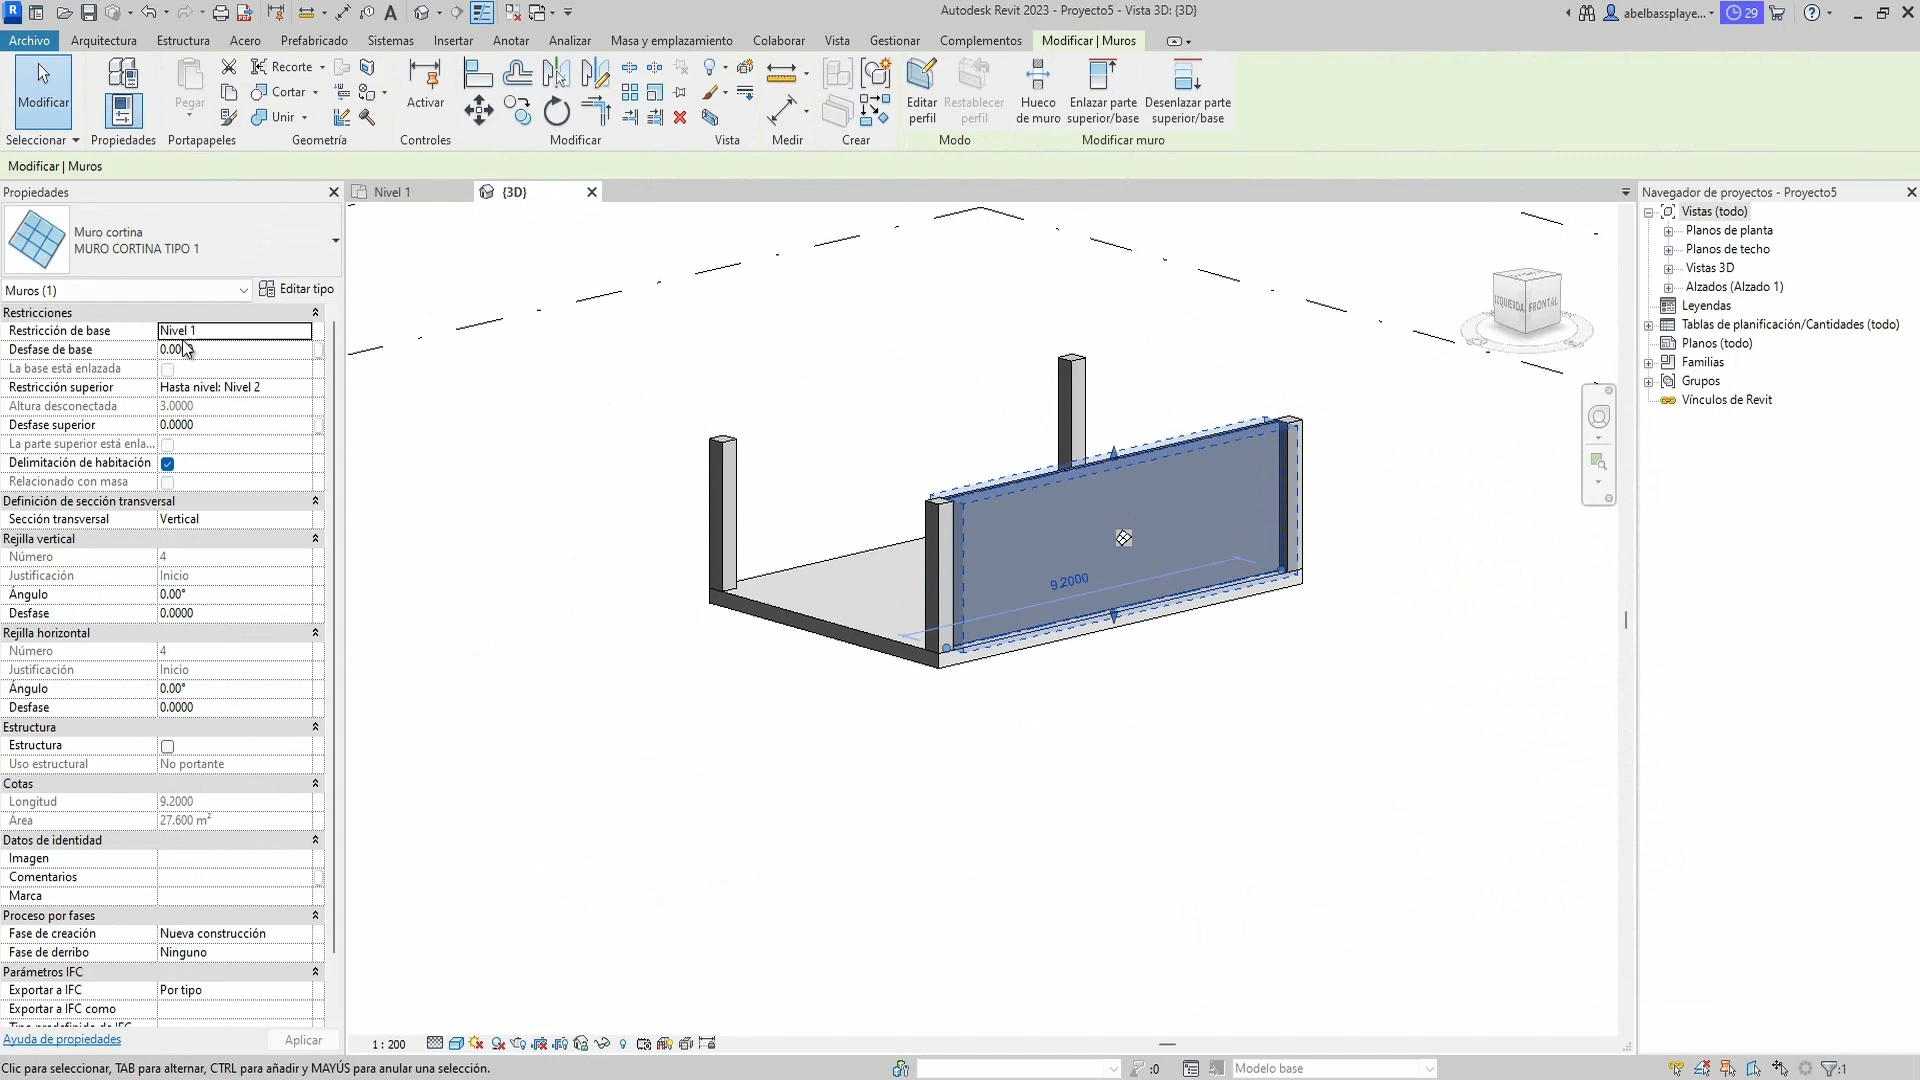 Autodesk Revit 2023 - Proyecto5 - Vista 3D: {3D}
abelbassplaye...
29
Archivo
Arquitectura
Estructura
Acero
Prefabricado
Sistemas
Insertar
Anotar
Analizar
Masa y emplazamiento
Colaborar
Vista
Gestionar
Complementos
Modificar | Muros
Modificar
Pegar
Recorte
Cortar
Unir
Activar
Editar perfil
Restablecer perfil
Hueco de muro
Enlazar parte superior/base
Desenlazar parte superior/base
Seleccionar
Propiedades
Portapapeles
Geometría
Controles
Modificar
Vista
Medir
Crear
Modo
Modificar muro
Modificar | Muros
Propiedades
Muro cortina
MURO CORTINA TIPO 1
Muros (1)
Editar tipo
Restricciones
Restricción de base Nivel 1
Desfase de base 0.00
La base está enlazada
Restricción superior Hasta nivel: Nivel 2
Altura desconectada 3.0000
Desfase superior 0.0000
La parte superior está enla...
Delimitación de habitación
Relacionado con masa
Definición de sección transversal
Sección transversal Vertical
Rejilla vertical
Número 4
Justificación Inicio
Ángulo 0.00°
Desfase 0.0000
Rejilla horizontal
Número 4
Justificación Inicio
Ángulo 0.00°
Desfase 0.0000
Estructura
Estructura
Uso estructural No portante
Cotas
Longitud 9.2000
Área 27.600 m²
Datos de identidad
Imagen
Comentarios
Marca
Proceso por fases
Fase de creación Nueva construcción
Fase de derribo Ninguno
Parámetros IFC
Exportar a IFC Por tipo
Exportar a IFC como
Ayuda de propiedades
Aplicar
Nivel 1
{3D}
9.2000
IZQUIERDA
FRONTAL
1 : 200
Navegador de proyectos - Proyecto5
Vistas (todo)
Planos de planta
Planos de techo
Vistas 3D
Alzados (Alzado 1)
Leyendas
Tablas de planificación/Cantidades (todo)
Planos (todo)
Familias
Grupos
Vínculos de Revit
Clic para seleccionar, TAB para alternar, CTRL para añadir y MAYÚS para anular una selección.
:0
Modelo base
:1